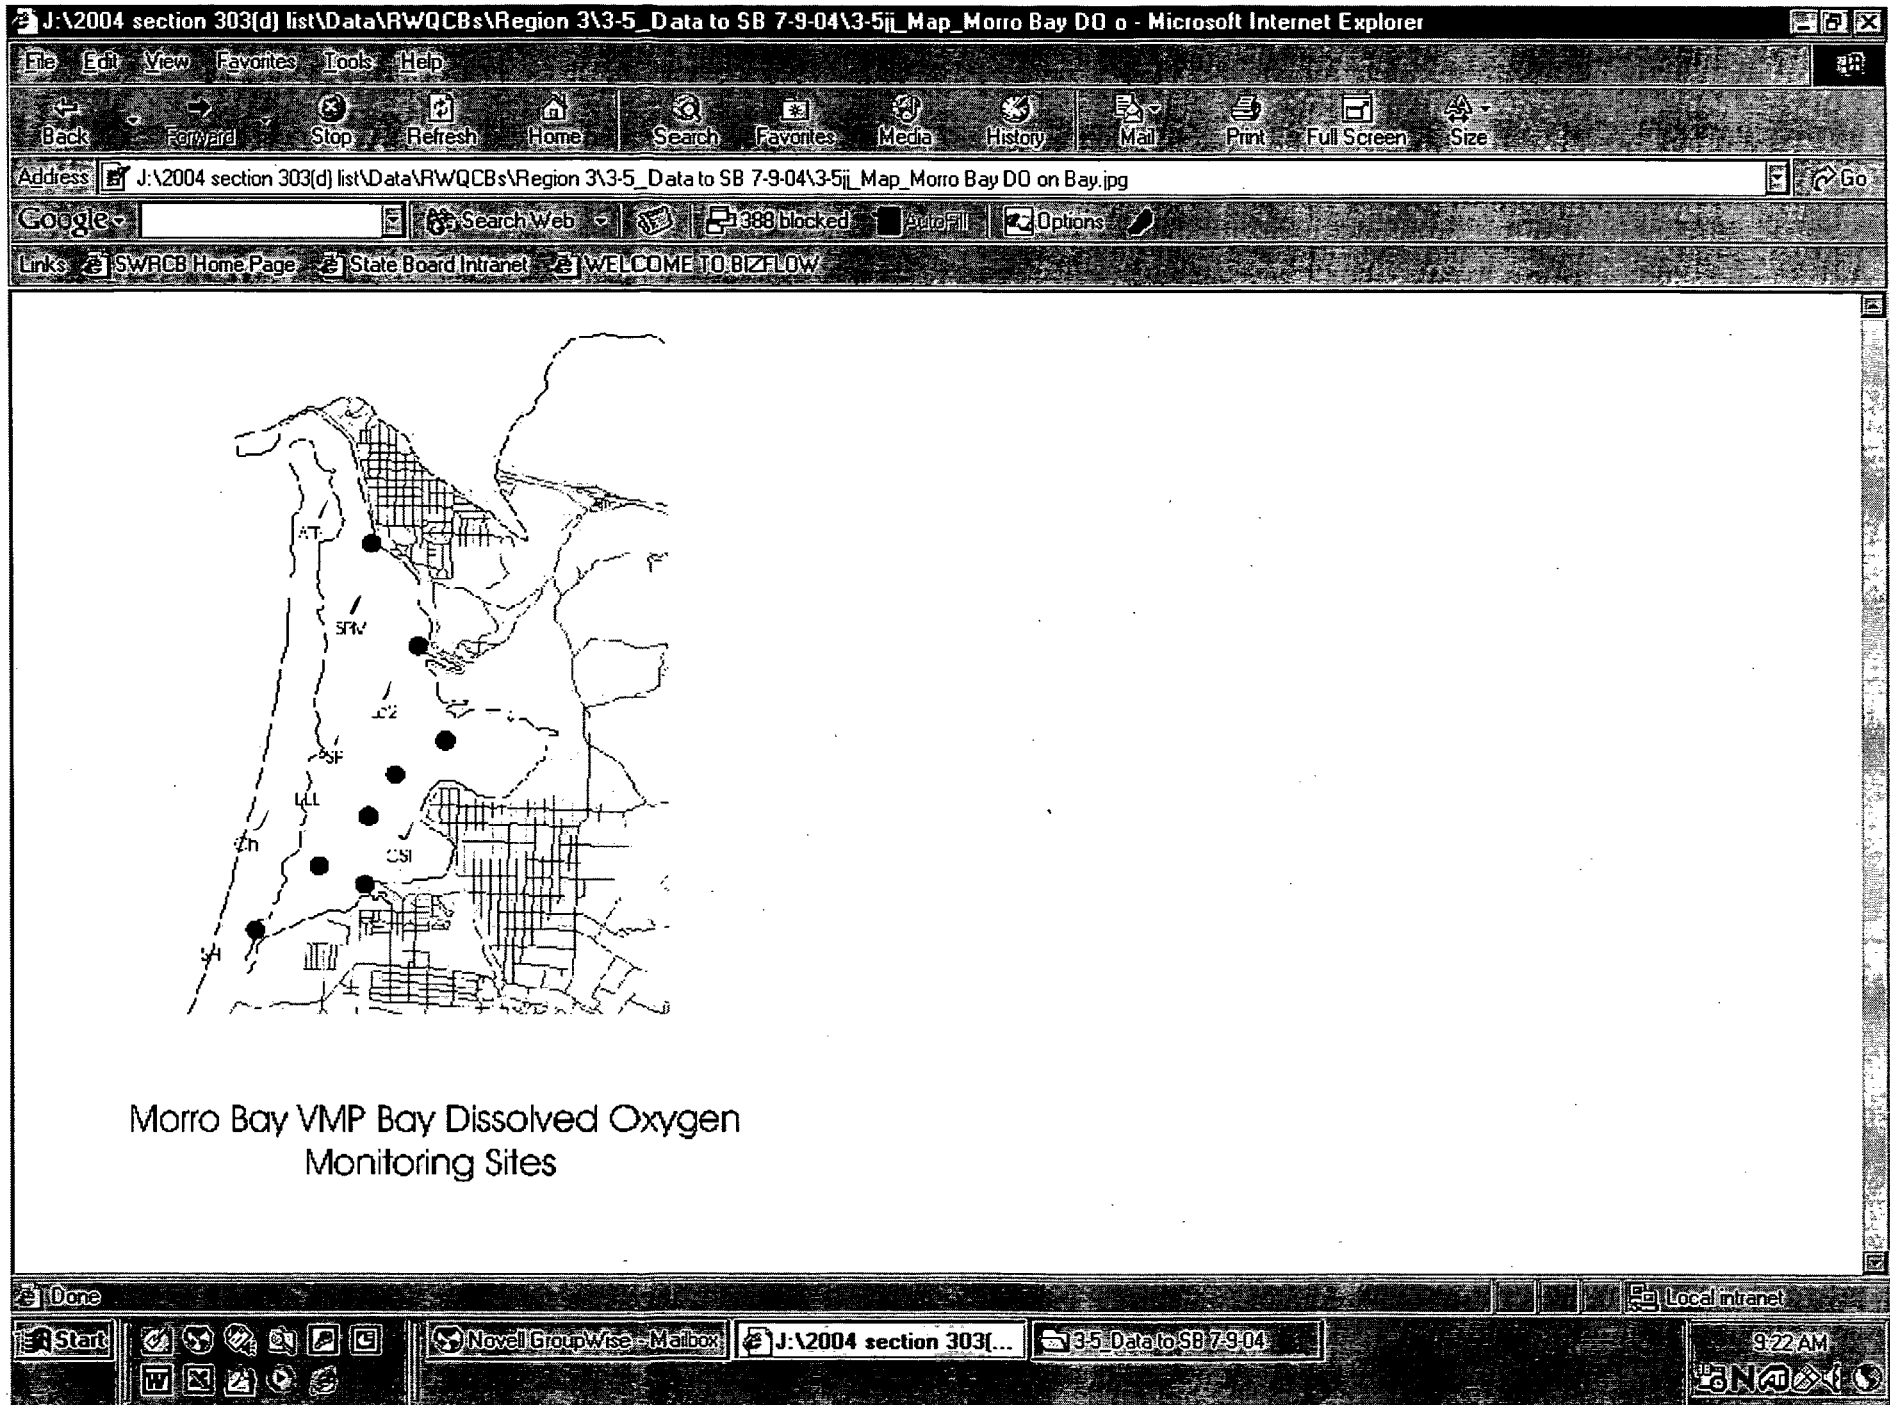 J:\2004 section 303(d) list\Data\RWQCBs\Region 3\3-5_Data to SB 7-9-04\3-5jj_Map_Morro Bay DO o - Microsoft Internet Explorer
File Edit View Favorites Tools Help
Back Forward Stop Refresh Home Search Favorites Media History Mail Print Full Screen Size
Address J:\2004 section 303(d) list\Data\RWQCBs\Region 3\3-5_Data to SB 7-9-04\3-5jj_Map_Morro Bay DO on Bay.jpg Go
Google Search Web 388 blocked AutoFill Options
Links SWRCB Home Page State Board Intranet WELCOME TO BIZFLOW
Morro Bay VMP Bay Dissolved Oxygen
Monitoring Sites
Done Local intranet
Start Novell GroupWise - Mailbox J:\2004 section 303(... 3-5_Data to SB 7-9-04 9:22 AM